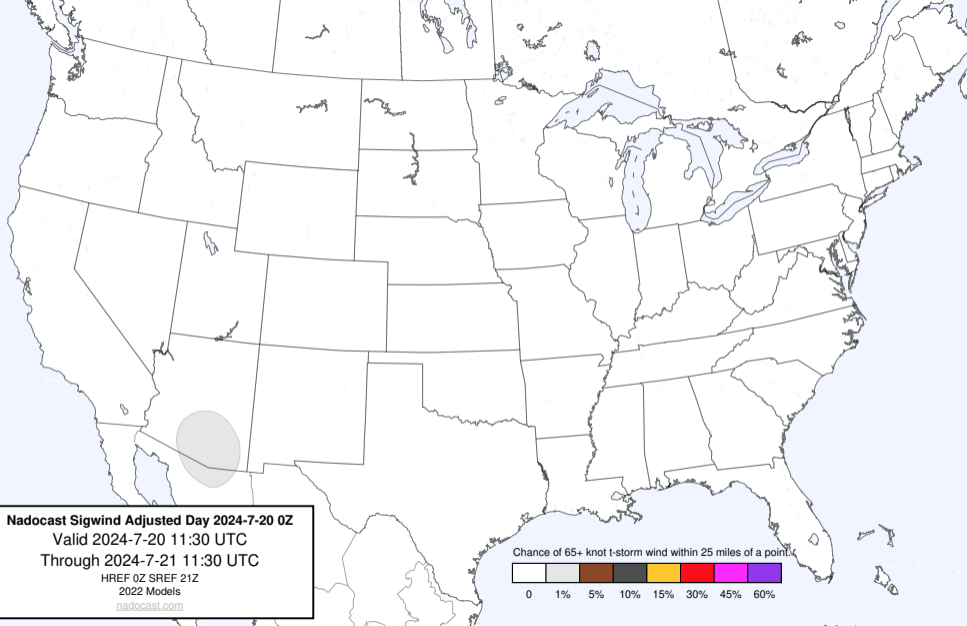 Nadocast Sigwind Adjusted Day 2024-7-20 0Z
Valid 2024-7-20 11:30 UTC
Through 2024-7-21 11:30 UTC
HREF 0Z SREF 21Z
2022 Models
nadocast.com
Chance of 65+ knot t-storm wind within 25 miles of a point.
0 1% 5% 10% 15% 30% 45% 60%